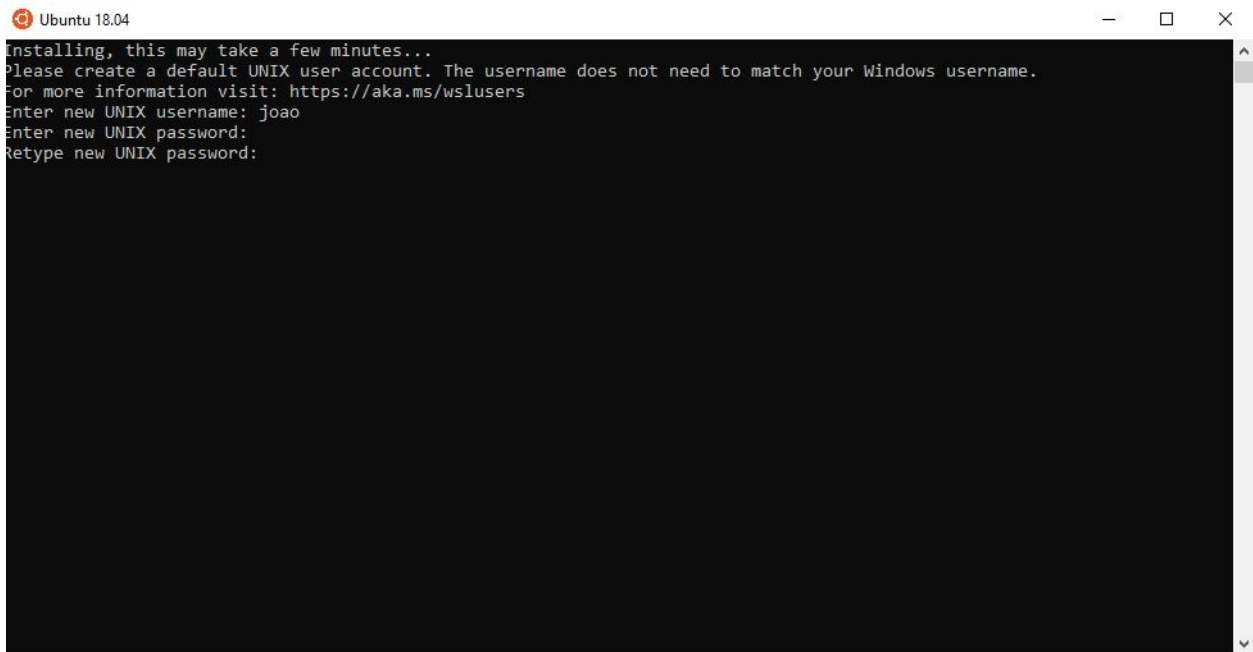 Ubuntu 18.04
Installing, this may take a few minutes...
Please create a default UNIX user account. The username does not need to match your Windows username.
For more information visit: https://aka.ms/wslusers
Enter new UNIX username: joao
Enter new UNIX password:
Retype new UNIX password: